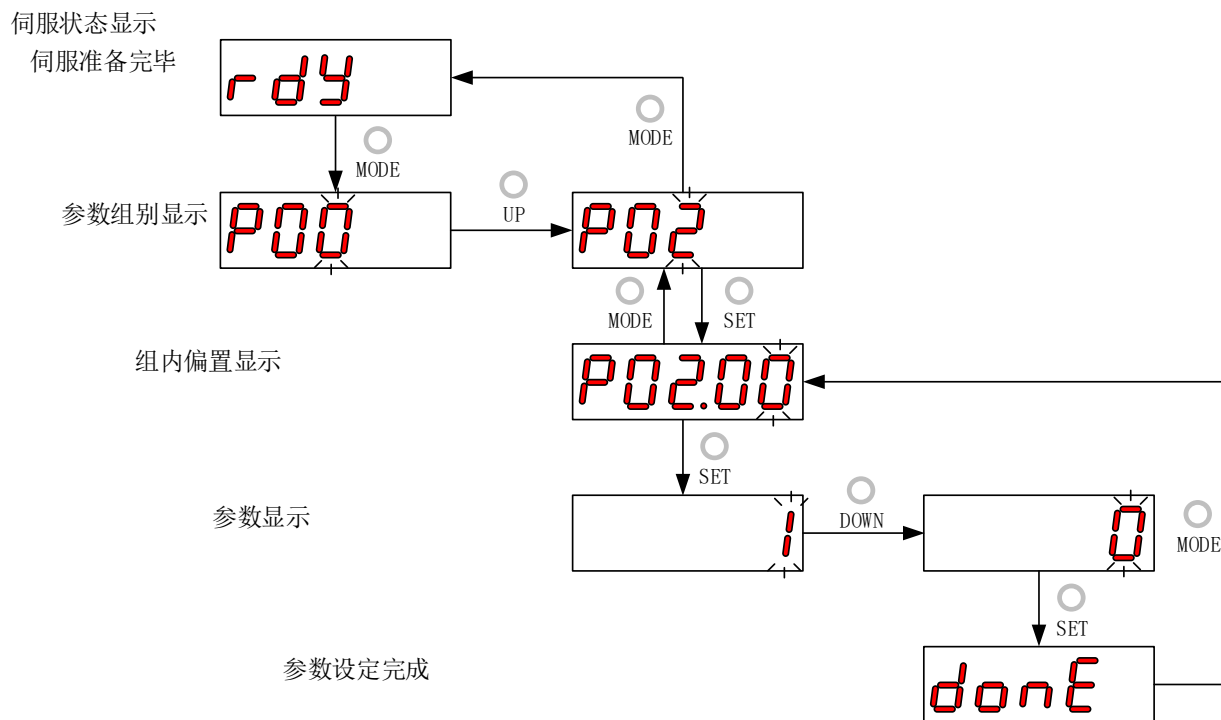 伺服状态显示
伺服准备完毕
rdy
MODE
MODE
参数组别显示
P00
UP
P02
MODE
SET
组内偏置显示
P02.00
SET
参数显示
1
DOWN
0
MODE
SET
参数设定完成
donE